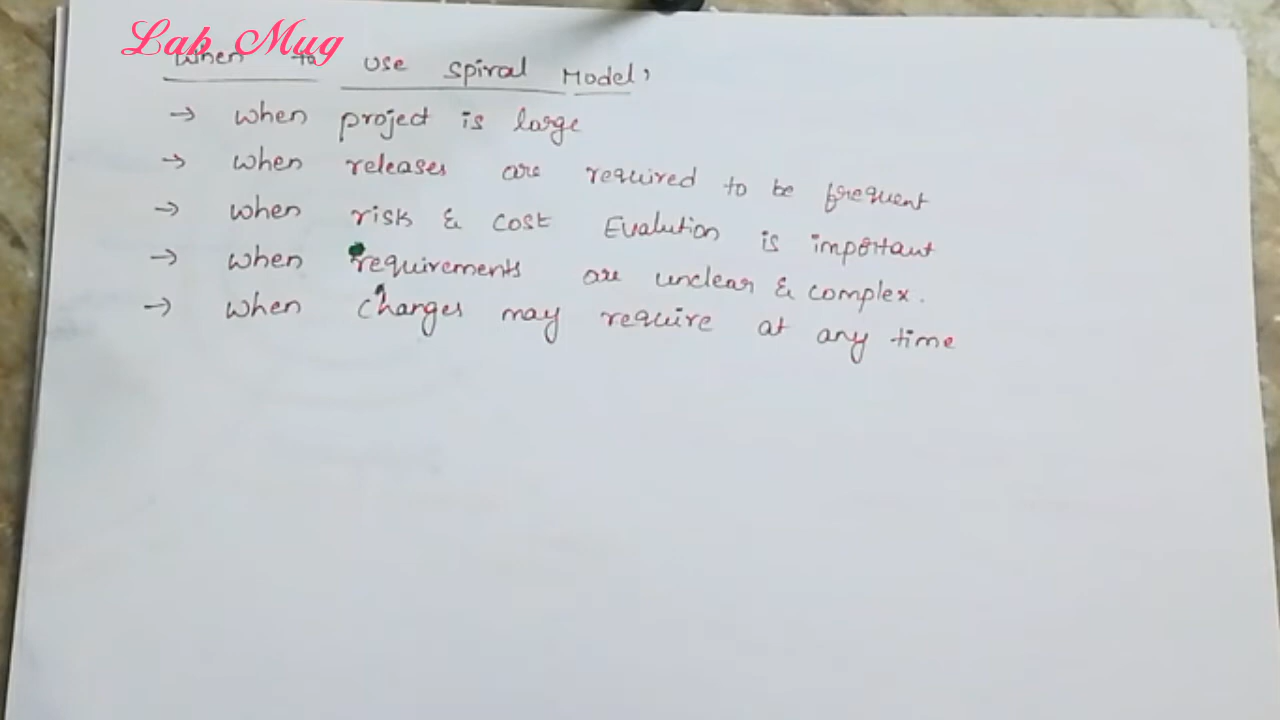 Lab Mug
When to use spiral Model,
→ when project is large
→ when releases are required to be frequent
→ when risk & cost Evalution is important
→ when requirements are unclear & complex.
→ when changes may require at any time